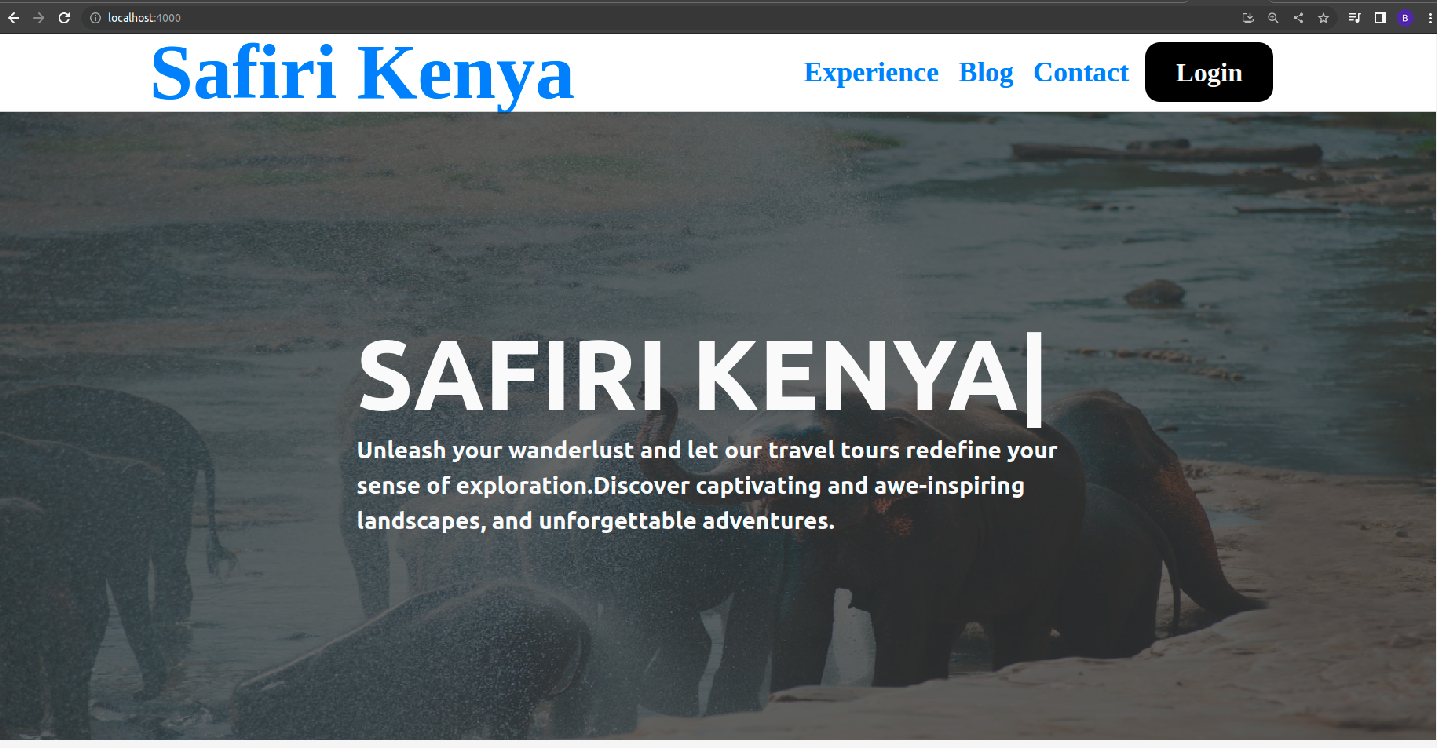 localhost:4000
B
Safiri Kenya
Experience Blog Contact Login
SAFIRI KENYA|
Unleash your wanderlust and let our travel tours redefine your
sense of exploration.Discover captivating and awe-inspiring
landscapes, and unforgettable adventures.